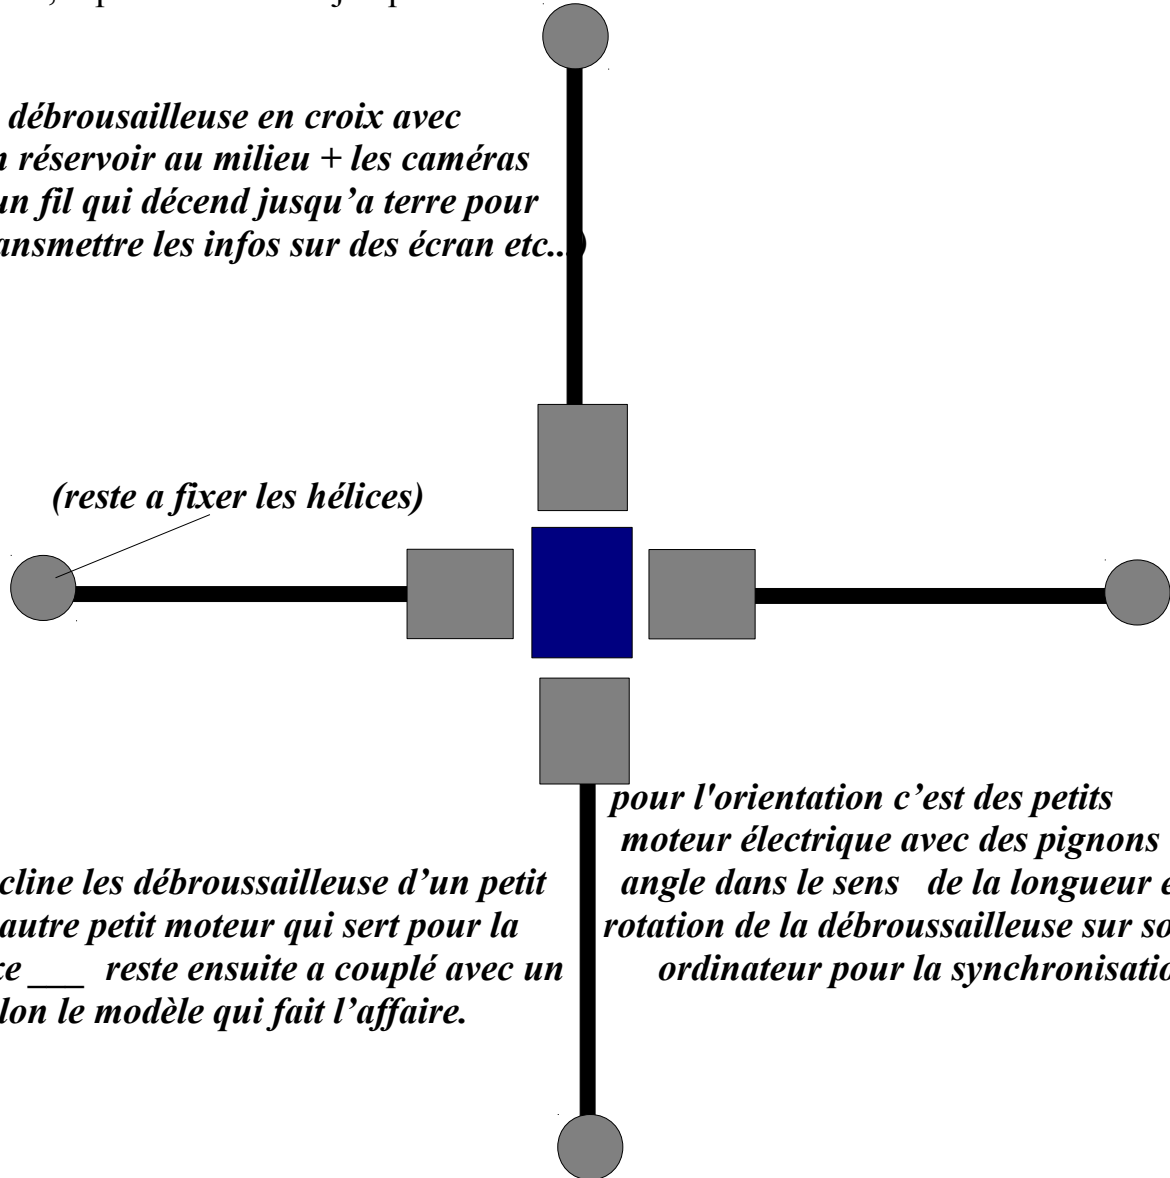 débrousailleuse en croix avec
réservoir au milieu + les caméras
un fil qui décend jusqu’a terre pour
ansmettre les infos sur des écran etc...)
(reste a fixer les hélices)
pour l'orientation c’est des petits
moteur électrique avec des pignons
cline les débroussailleuse d’un petit angle dans le sens de la longueur e
autre petit moteur qui sert pour la rotation de la débroussailleuse sur so
xe ___ reste ensuite a couplé avec un ordinateur pour la synchronisatio
lon le modèle qui fait l’affaire.